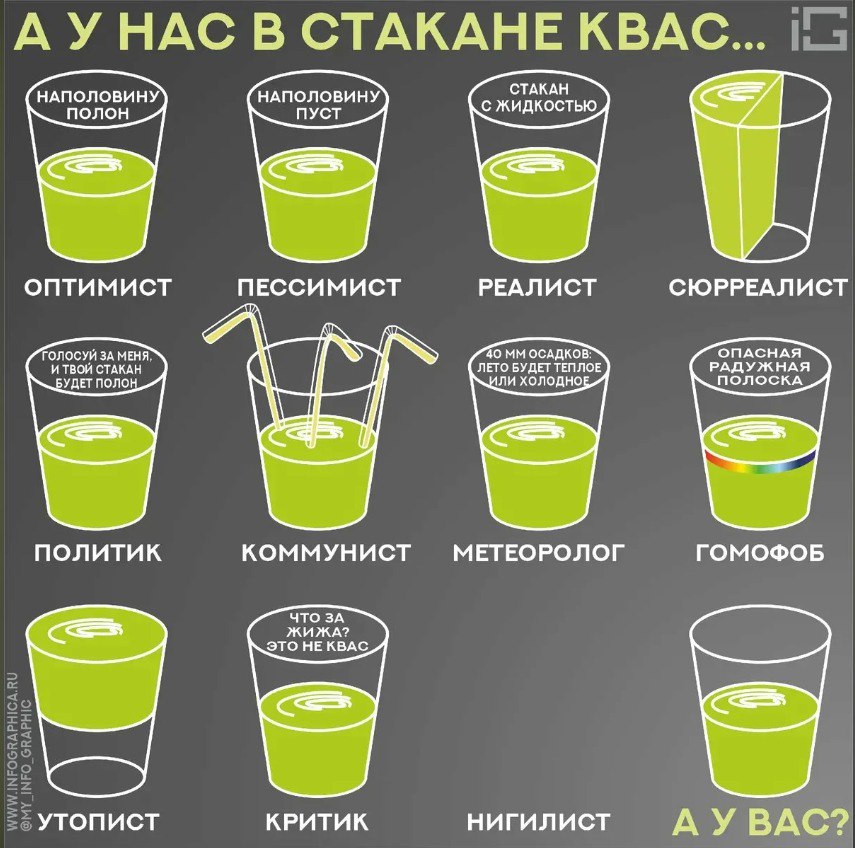 А У НАС В СТАКАНЕ КВАС...
iG
НАПОЛОВИНУ
ПОЛОН
НАПОЛОВИНУ
ПУСТ
СТАКАН
С ЖИДКОСТЬЮ
ОПТИМИСТ
ПЕССИМИСТ
РЕАЛИСТ
СЮРРЕАЛИСТ
ГОЛОСУЙ ЗА МЕНЯ,
И ТВОЙ СТАКАН
БУДЕТ ПОЛОН
40 ММ ОСАДКОВ:
ЛЕТО БУДЕТ ТЕПЛОЕ
ИЛИ ХОЛОДНОЕ
ОПАСНАЯ
РАДУЖНАЯ
ПОЛОСКА
ПОЛИТИК
КОММУНИСТ
МЕТЕОРОЛОГ
ГОМОФОБ
ЧТО ЗА
ЖИЖА?
ЭТО НЕ КВАС
УТОПИСТ
КРИТИК
НИГИЛИСТ
А У ВАС?
WWW.INFOGRAPHICA.RU
@MY_INFO_GRAPHIC